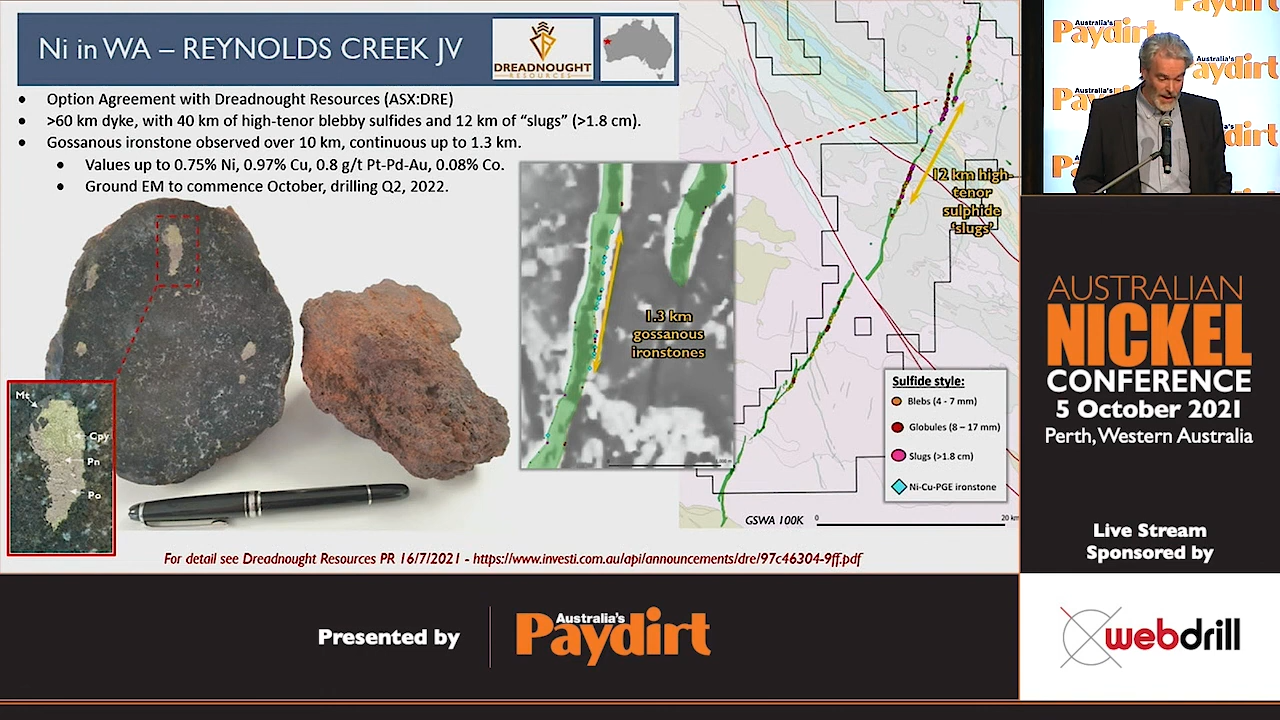 Ni in WA – REYNOLDS CREEK JV
DREADNOUGHT
RESOURCES
• Option Agreement with Dreadnought Resources (ASX:DRE)
• >60 km dyke, with 40 km of high-tenor blebby sulfides and 12 km of “slugs” (>1.8 cm).
• Gossanous ironstone observed over 10 km, continuous up to 1.3 km.
• Values up to 0.75% Ni, 0.97% Cu, 0.8 g/t Pt-Pd-Au, 0.08% Co.
• Ground EM to commence October, drilling Q2, 2022.
Mt
Cpy
Pn
Po
1.3 km
gossanous
ironstones
12 km high-
tenor
sulphide
‘slugs’
Sulfide style:
Blebs (4 - 7 mm)
Globules (8 – 17 mm)
Slugs (>1.8 cm)
Ni-Cu-PGE ironstone
GSWA 100K
0
20 km
For detail see Dreadnought Resources PR 16/7/2021 - https://www.investi.com.au/api/announcements/dre/97c46304-9ff.pdf
Australia's
Paydirt
Australia's
Paydirt
AUSTRALIAN
NICKEL
CONFERENCE
5 October 2021
Perth, Western Australia
Live Stream
Sponsored by
webdrill
Presented by
Australia's
Paydirt